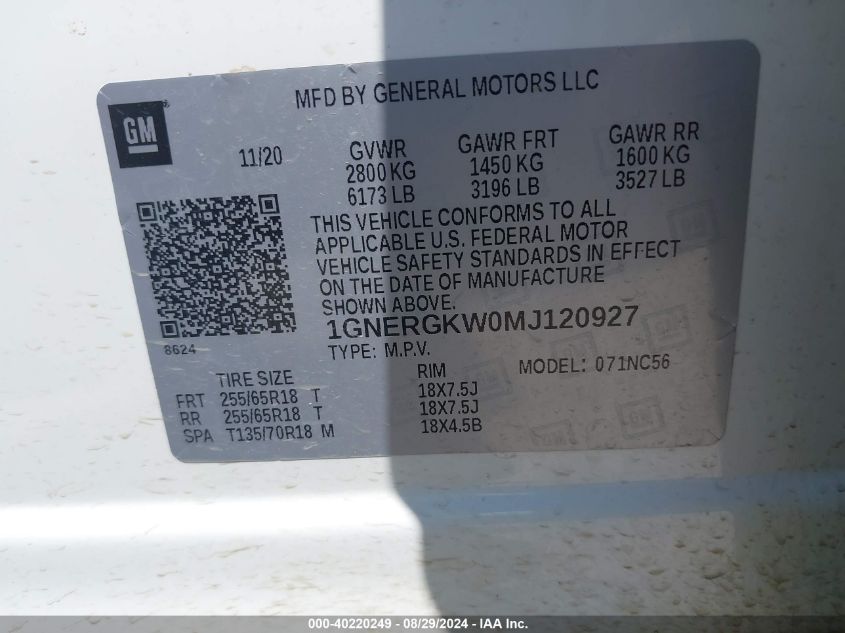 MFD BY GENERAL MOTORS LLC
GM
11/20
GVWR
2800 KG
6173 LB
GAWR FRT
1450 KG
3196 LB
GAWR RR
1600 KG
3527 LB
THIS VEHICLE CONFORMS TO ALL
APPLICABLE U.S. FEDERAL MOTOR
VEHICLE SAFETY STANDARDS IN EFFECT
ON THE DATE OF MANUFACTURE
SHOWN ABOVE.
1GNERGKW0MJ120927
8624
TYPE: M.P.V.
MODEL: 071NC56
TIRE SIZE
RIM
FRT 255/65R18 T 18X7.5J
RR 255/65R18 T 18X7.5J
SPA T135/70R18 M 18X4.5B
000-40220249 - 08/29/2024 - IAA Inc.